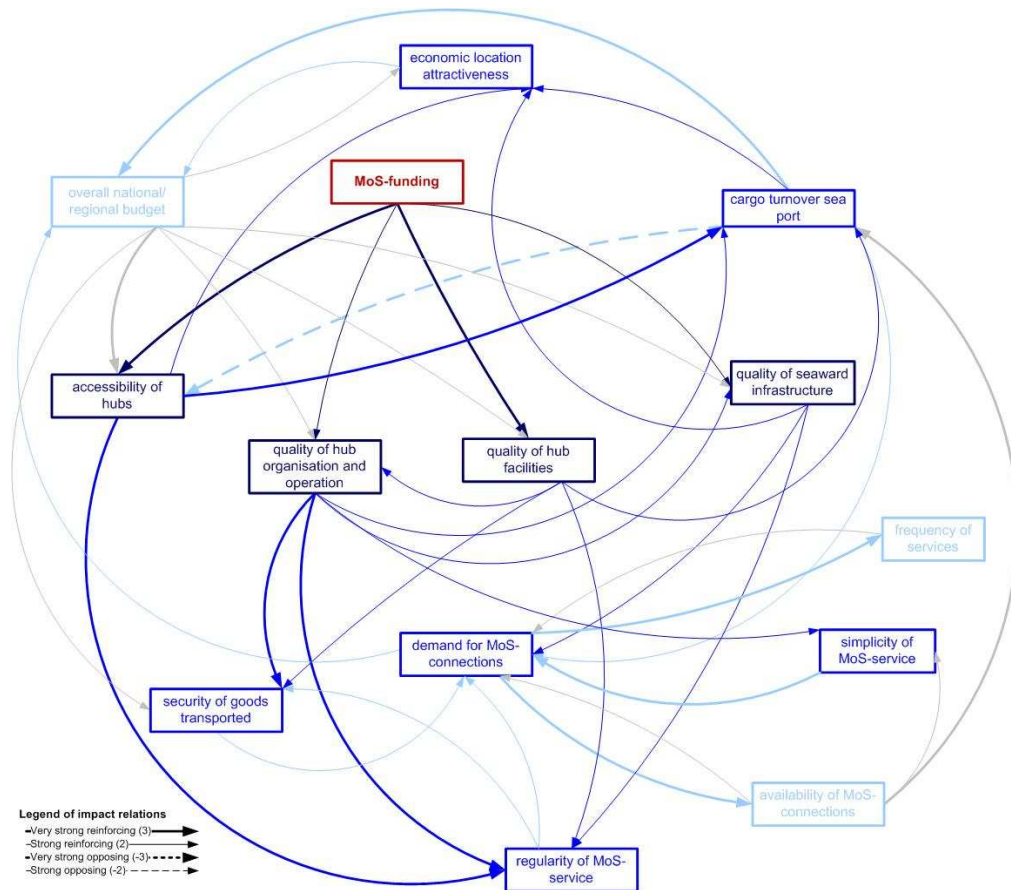 economic location
attractiveness
MoS-funding
overall national/
regional budget
cargo turnover sea
port
accessibility of
hubs
quality of seaward
infrastructure
quality of hub
organisation and
operation
quality of hub
facilities
frequency of
services
demand for MoS-
connections
simplicity of
MoS-service
security of goods
transported
availability of MoS-
connections
regularity of MoS-
service
Legend of impact relations
Very strong reinforcing (3)
Strong reinforcing (2)
Very strong opposing (-3)
Strong opposing (-2)